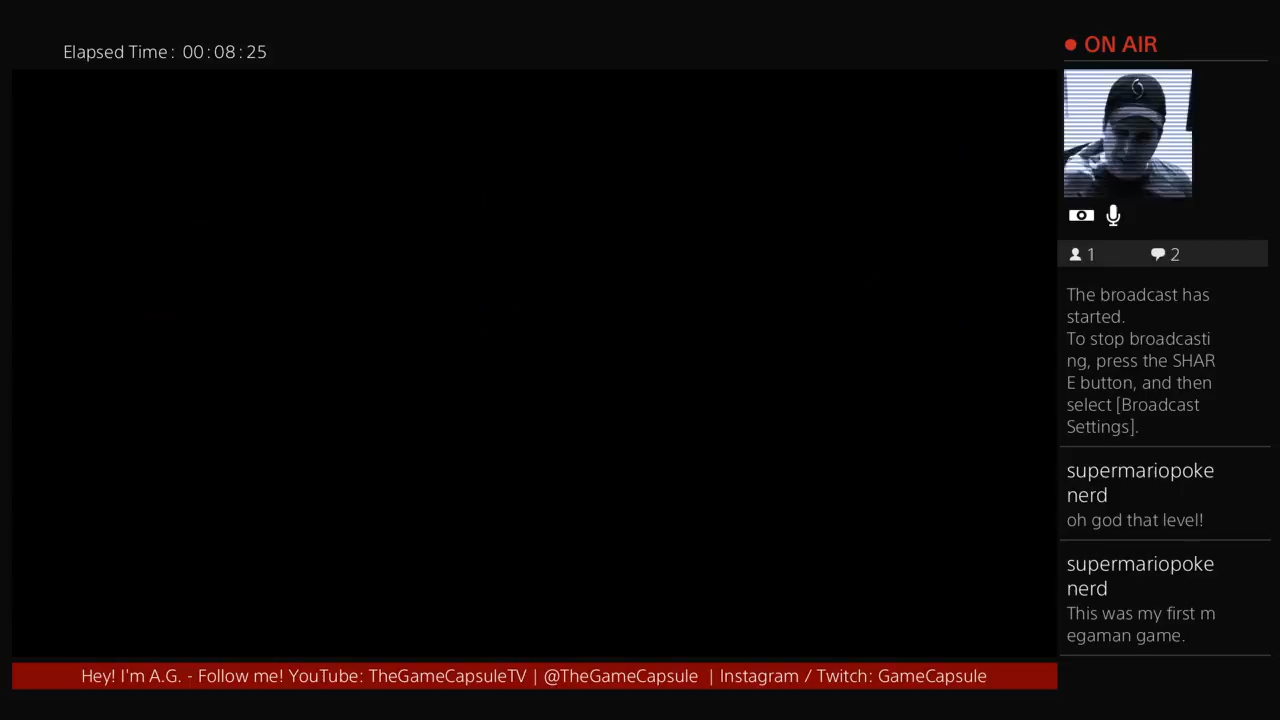 Elapsed Time: 00:08:25
ON AIR
1
2
The broadcast has
started.
To stop broadcasti
ng, press the SHAR
E button, and then
select [Broadcast
Settings].
supermariopoke
nerd
oh god that level!
supermariopoke
nerd
This was my first m
egaman game.
Hey! I'm A.G. - Follow me! YouTube: TheGameCapsuleTV | @TheGameCapsule | Instagram / Twitch: GameCapsule